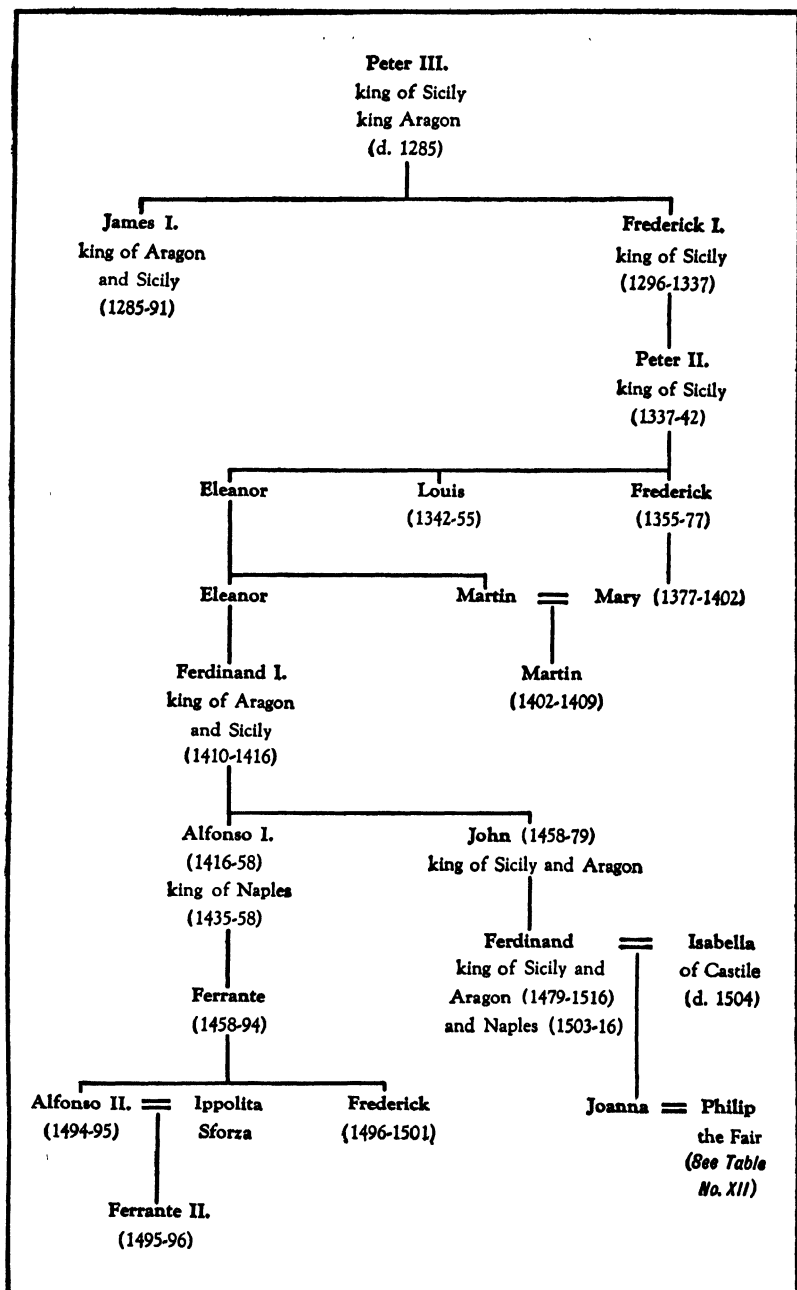 Peter III.
king of Sicily
king Aragon
(d. 1285)
James I.
king of Aragon
and Sicily
(1285-91)
Frederick I.
king of Sicily
(1296-1337)
Peter II.
king of Sicily
(1337-42)
Eleanor
Louis
(1342-55)
Frederick
(1355-77)
Eleanor
Martin = Mary (1377-1402)
Ferdinand I.
king of Aragon
and Sicily
(1410-1416)
Martin
(1402-1409)
Alfonso I.
(1416-58)
king of Naples
(1435-58)
John (1458-79)
king of Sicily and Aragon
Ferdinand = Isabella
king of Sicily and
Aragon (1479-1516)
and Naples (1503-16)
of Castile
(d. 1504)
Ferrante
(1458-94)
Alfonso II. = Ippolita
(1494-95)
Sforza
Frederick
(1496-1501)
Joanna = Philip
the Fair
(See Table
No. XII)
Ferrante II.
(1495-96)